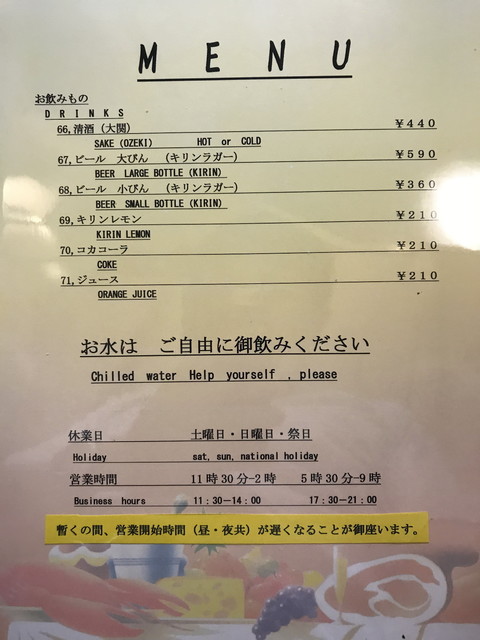 MENU
お飲みもの
DRINKS
66,清酒（大関） ￥440
SAKE (OZEKI) HOT or COLD
67,ビール 大びん （キリンラガー） ￥590
BEER LARGE BOTTLE (KIRIN)
68,ビール 小びん （キリンラガー） ￥360
BEER SMALL BOTTLE (KIRIN)
69,キリンレモン ￥210
KIRIN LEMON
70,コカコーラ ￥210
COKE
71,ジュース ￥210
ORANGE JUICE
お水は ご自由に御飲みください
Chilled water Help yourself , please
休業日 土曜日・日曜日・祭日
Holiday sat, sun, national holiday
営業時間 11時30分-2時 5時30分-9時
Business hours 11：30-14：00 17：30-21：00
暫くの間、営業開始時間（昼・夜共）が遅くなることが御座います。